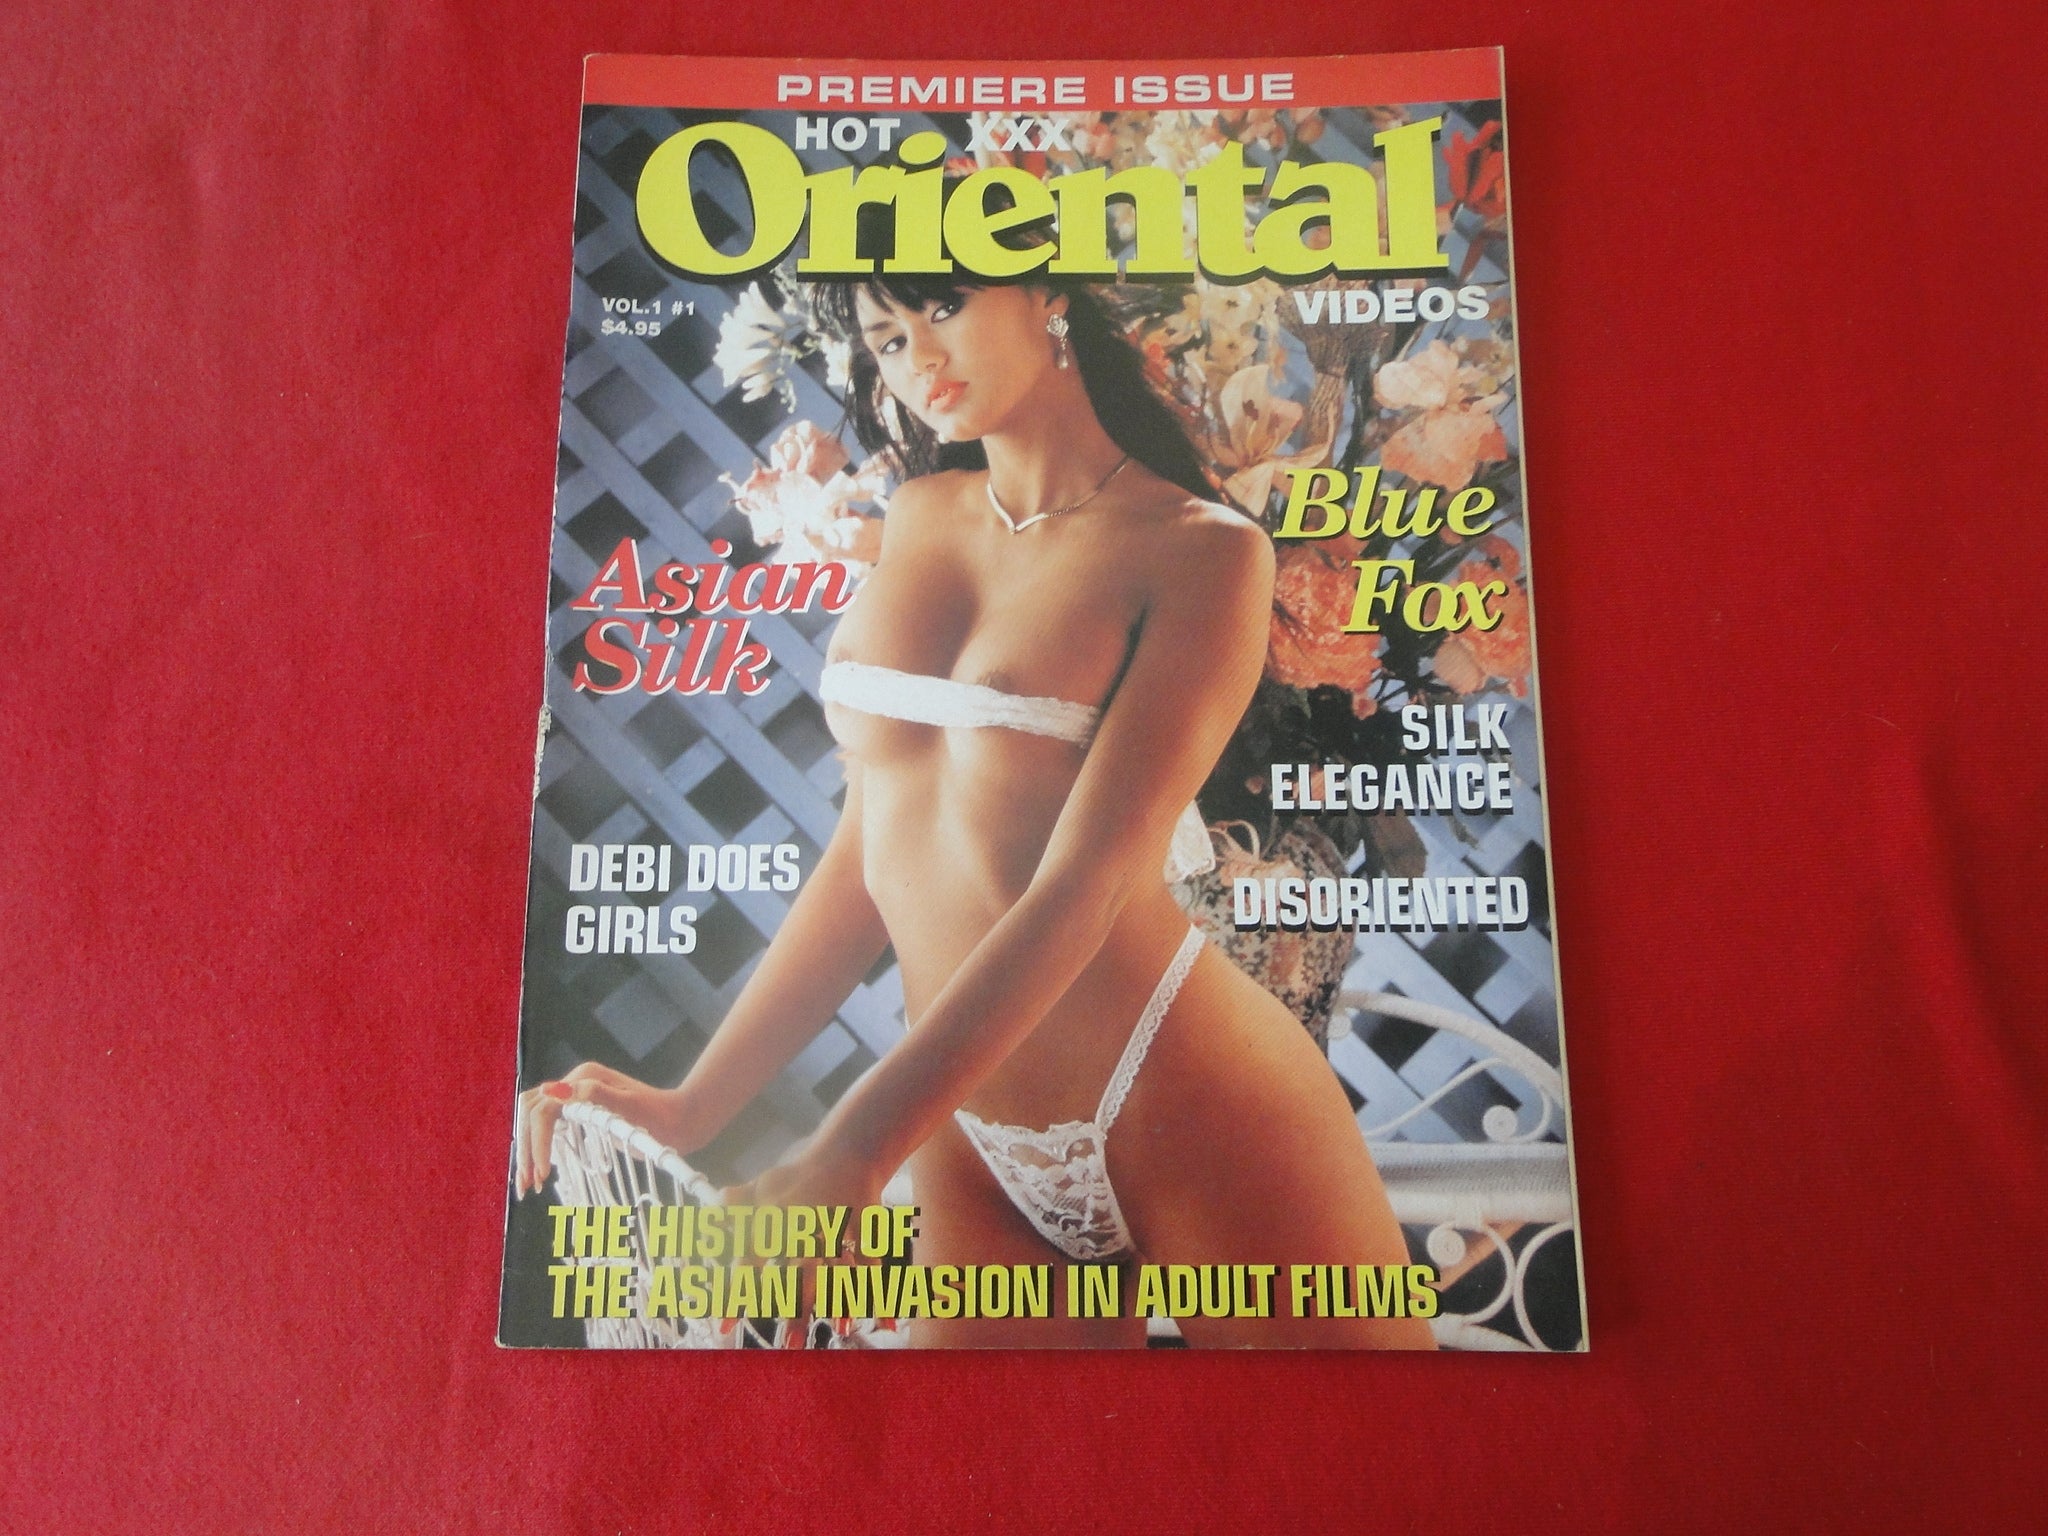 PREMIERE ISSUE
HOT XXX
Oriental
VIDEOS
VOL.1 #1
$4.95
Blue
Fox
Asian
Silk
SILK
ELEGANCE
DEBI DOES
GIRLS
DISORIENTED
THE HISTORY OF
THE ASIAN INVASION IN ADULT FILMS